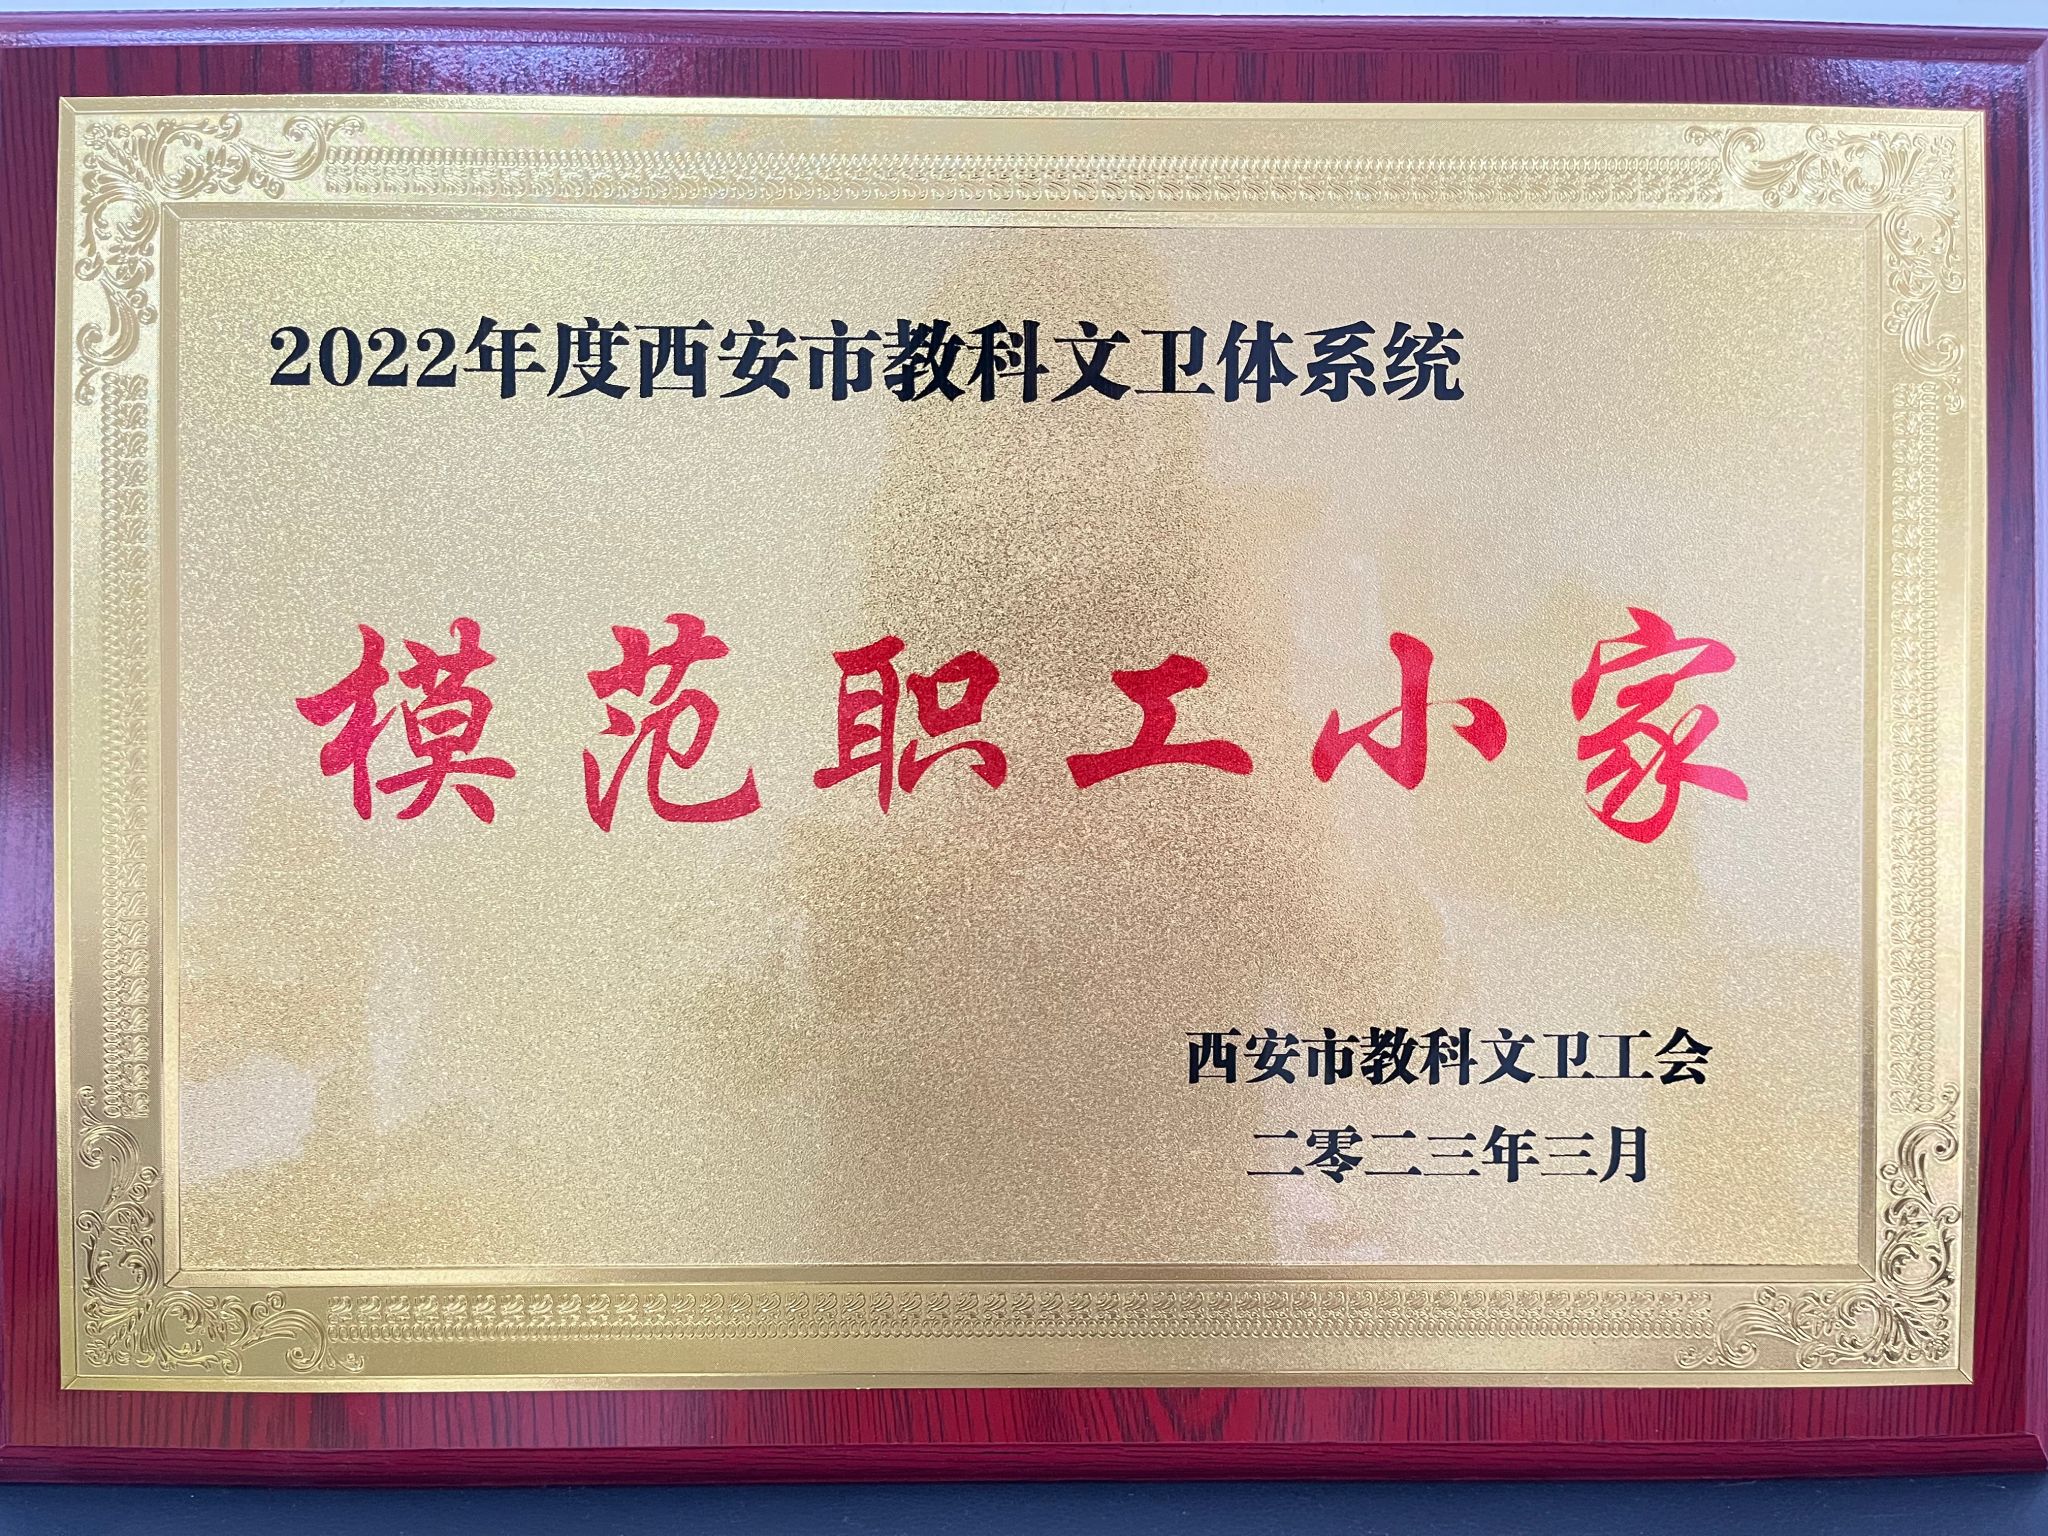 2022年度西安市教科文卫体系统
模范职工小家
西安市教科文卫工会
二零二三年三月